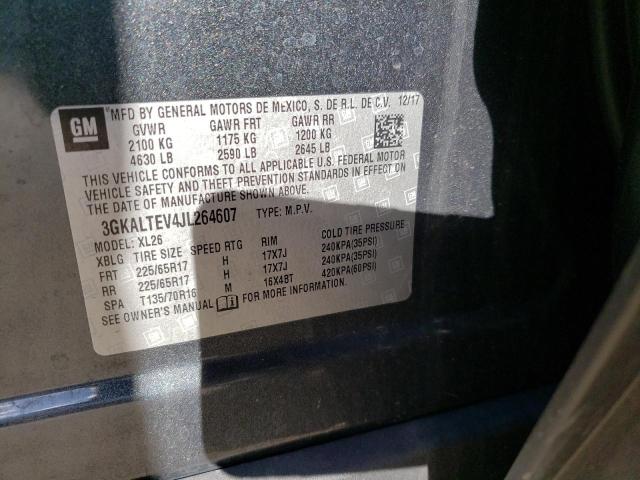 GM
MFD BY GENERAL MOTORS DE MEXICO, S. DE R.L. DE C.V. 12/17
GVWR GAWR FRT GAWR RR
2100 KG 1175 KG 1200 KG
4630 LB 2590 LB 2645 LB
THIS VEHICLE CONFORMS TO ALL APPLICABLE U.S. FEDERAL MOTOR
VEHICLE SAFETY AND THEFT PREVENTION STANDARDS IN EFFECT ON
THE DATE OF MANUFACTURE SHOWN ABOVE.
3GKALTEV4JL264607 TYPE: M.P.V.
MODEL: XL26
XBLG TIRE SIZE SPEED RTG RIM COLD TIRE PRESSURE
FRT 225/65R17 H 17X7J 240KPA(35PSI)
RR 225/65R17 H 17X7J 240KPA(35PSI)
SPA T135/70R16 M 16X4BT 420KPA(60PSI)
SEE OWNER'S MANUAL FOR MORE INFORMATION.